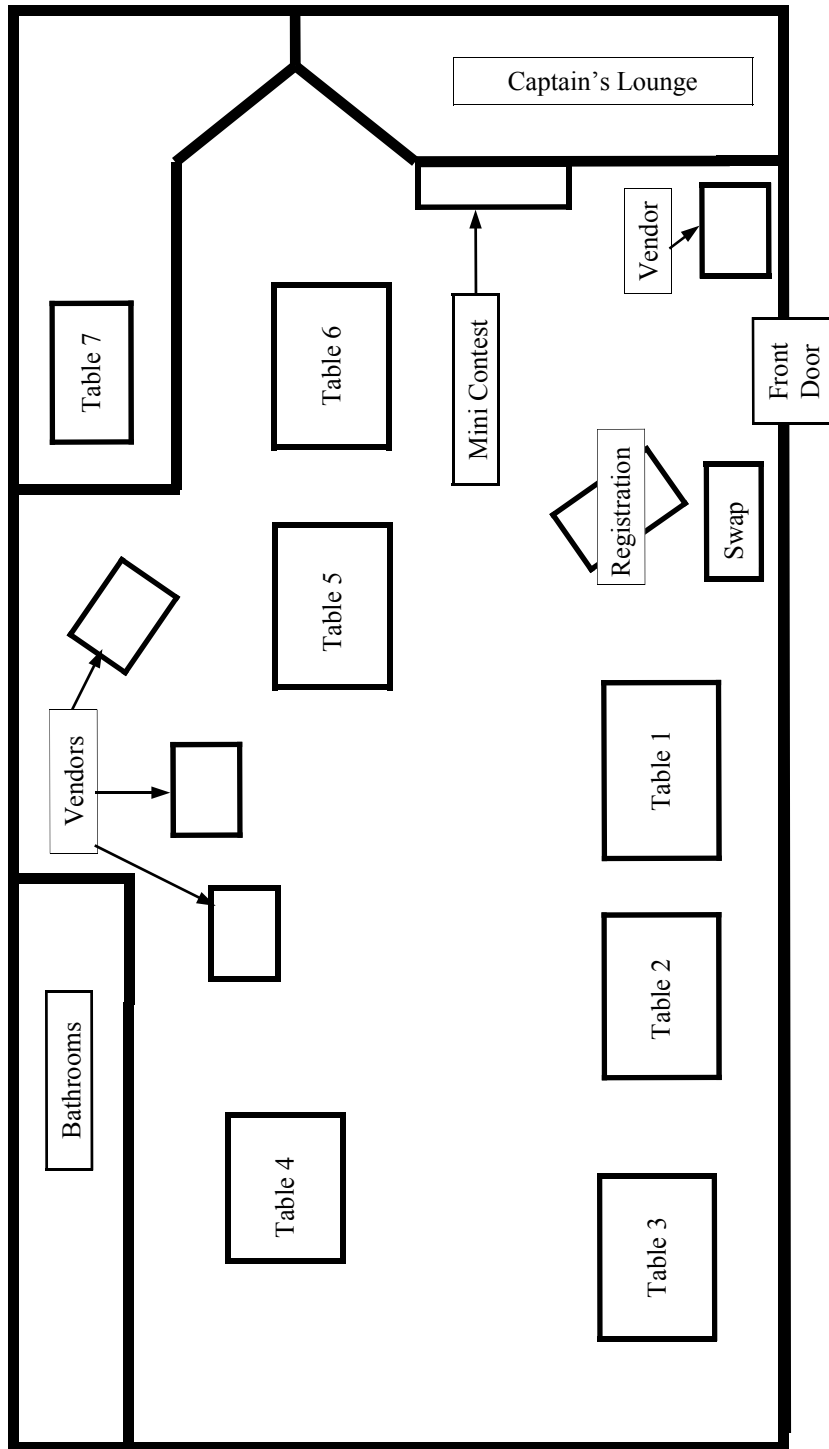 Captain's Lounge
Vendor
Table 7
Table 6
Mini Contest
Front
Door
Registration
Swap
Table 5
Vendors
Table 1
Table 2
Bathrooms
Table 4
Table 3